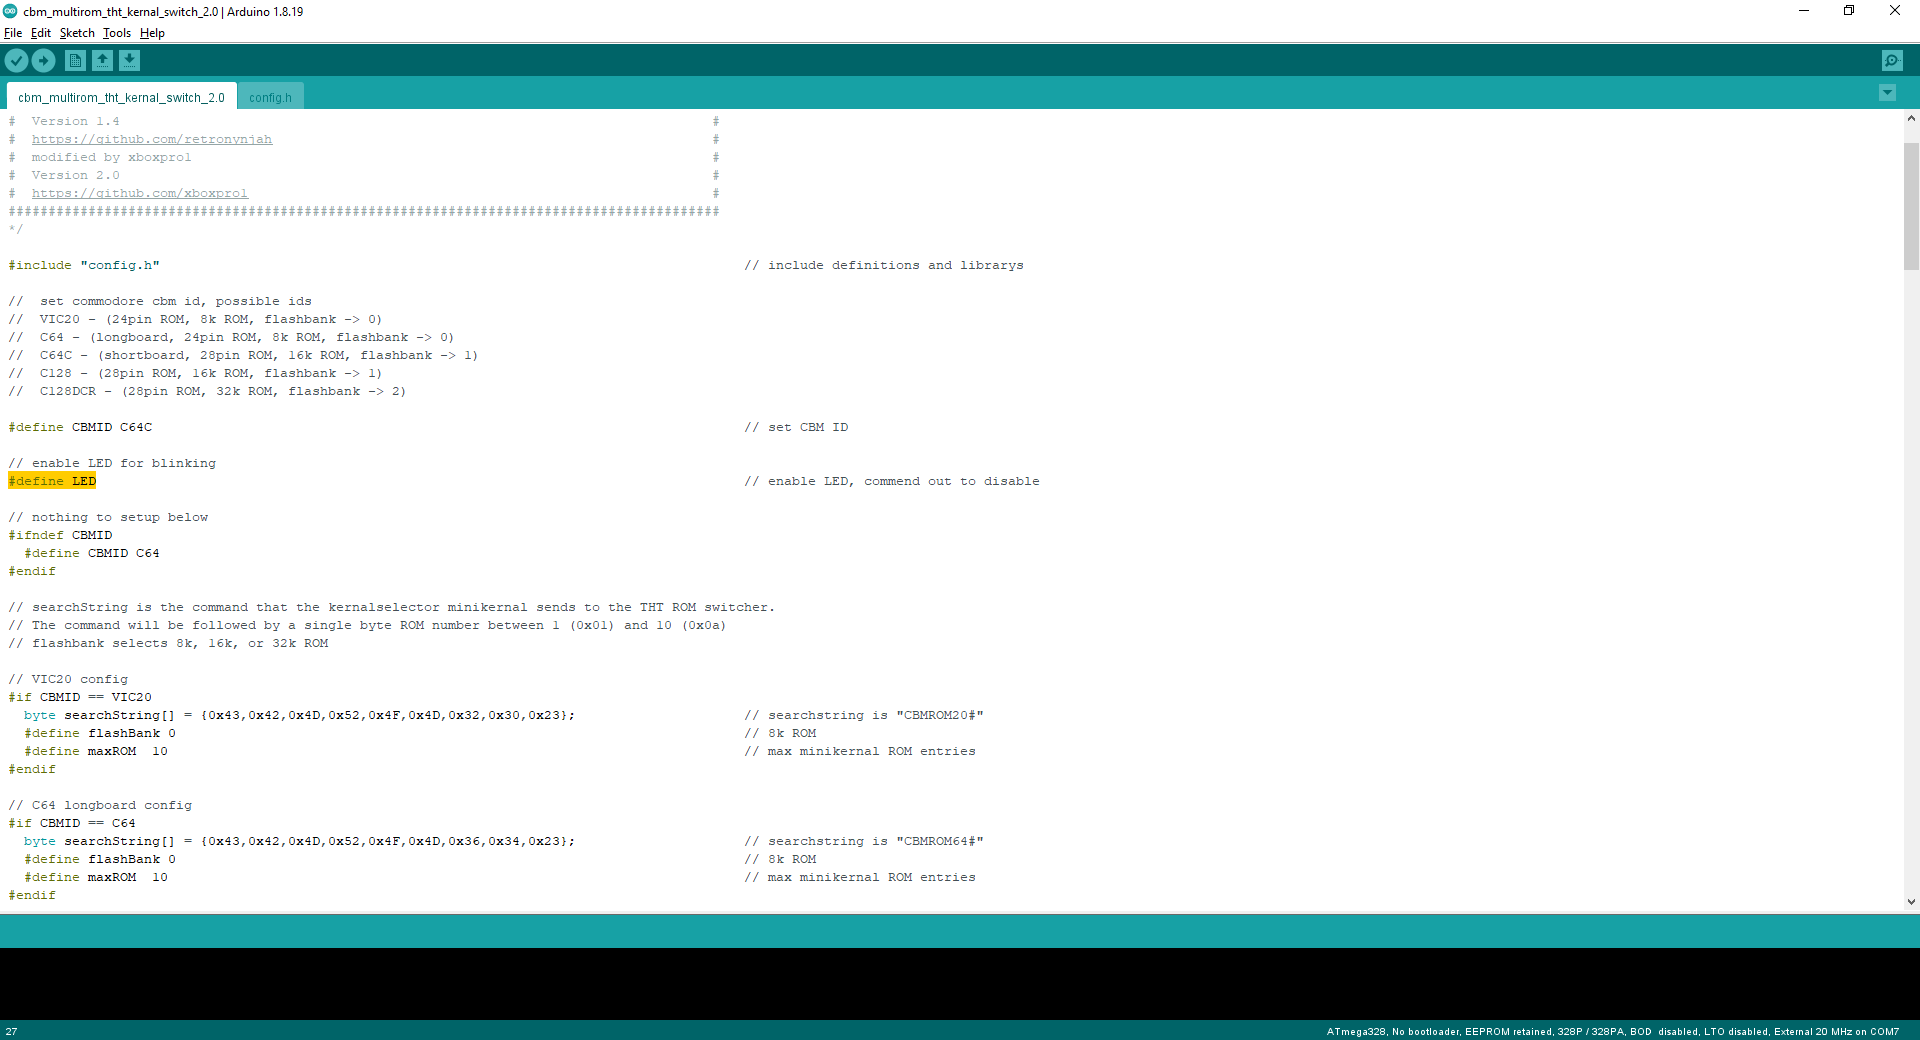 cbm_multirom_tht_kernal_switch_2.0 | Arduino 1.8.19
File Edit Sketch Tools Help
cbm_multirom_tht_kernal_switch_2.0 config.h
# Version 1.4 #
# https://github.com/retronynjah #
# modified by xboxpro1 #
# Version 2.0 #
# https://github.com/xboxpro1 #
#########################################################################################
*/
#include "config.h" // include definitions and librarys
// set commodore cbm id, possible ids
// VIC20 - (24pin ROM, 8k ROM, flashbank -> 0)
// C64 - (longboard, 24pin ROM, 8k ROM, flashbank -> 0)
// C64C - (shortboard, 28pin ROM, 16k ROM, flashbank -> 1)
// C128 - (28pin ROM, 16k ROM, flashbank -> 1)
// C128DCR - (28pin ROM, 32k ROM, flashbank -> 2)
#define CBMID C64C // set CBM ID
// enable LED for blinking
#define LED // enable LED, commend out to disable
// nothing to setup below
#ifndef CBMID
#define CBMID C64
#endif
// searchString is the command that the kernalselector minikernal sends to the THT ROM switcher.
// The command will be followed by a single byte ROM number between 1 (0x01) and 10 (0x0a)
// flashbank selects 8k, 16k, or 32k ROM
// VIC20 config
#if CBMID == VIC20
byte searchString[] = {0x43,0x42,0x4D,0x52,0x4F,0x4D,0x32,0x30,0x23}; // searchstring is "CBMROM20#"
#define flashBank 0 // 8k ROM
#define maxROM 10 // max minikernal ROM entries
#endif
// C64 longboard config
#if CBMID == C64
byte searchString[] = {0x43,0x42,0x4D,0x52,0x4F,0x4D,0x36,0x34,0x23}; // searchstring is "CBMROM64#"
#define flashBank 0 // 8k ROM
#define maxROM 10 // max minikernal ROM entries
#endif
27 ATmega328, No bootloader, EEPROM retained, 328P / 328PA, BOD disabled, LTO disabled, External 20 MHz on COM7